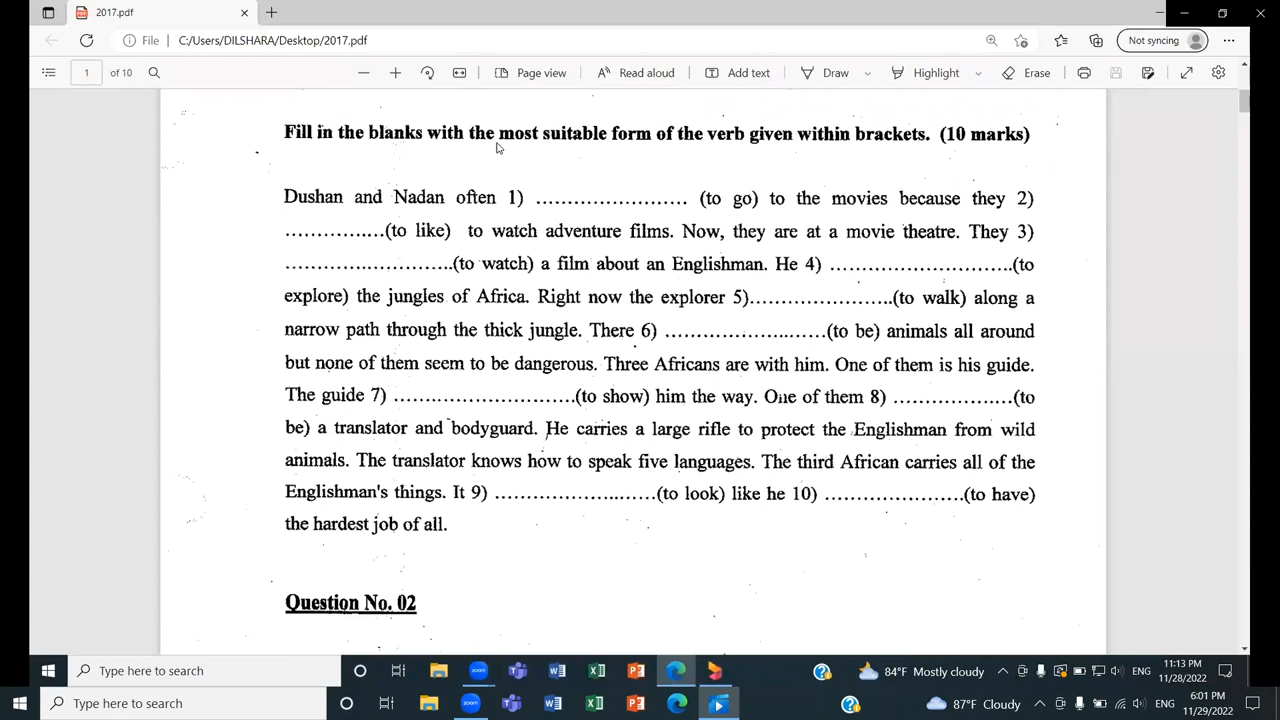 2017.pdf
File
C:/Users/DILSHARA/Desktop/2017.pdf
Not syncing
1 of 10
Page view
Read aloud
Add text
Draw
Highlight
Erase
Fill in the blanks with the most suitable form of the verb given within brackets. (10 marks)
Dushan and Nadan often 1) ........................ (to go) to the movies because they 2)
................(to like) to watch adventure films. Now, they are at a movie theatre. They 3)
...........................(to watch) a film about an Englishman. He 4) .............................(to
explore) the jungles of Africa. Right now the explorer 5).......................(to walk) along a
narrow path through the thick jungle. There 6) ..........................(to be) animals all around
but none of them seem to be dangerous. Three Africans are with him. One of them is his guide.
The guide 7) .............................(to show) him the way. One of them 8) ...................(to
be) a translator and bodyguard. He carries a large rifle to protect the Englishman from wild
animals. The translator knows how to speak five languages. The third African carries all of the
Englishman's things. It 9) ..........................(to look) like he 10) ......................(to have)
the hardest job of all.
Question No. 02
Type here to search
84°F Mostly cloudy
ENG
11:13 PM
11/28/2022
Type here to search
87°F Cloudy
ENG
6:01 PM
11/29/2022